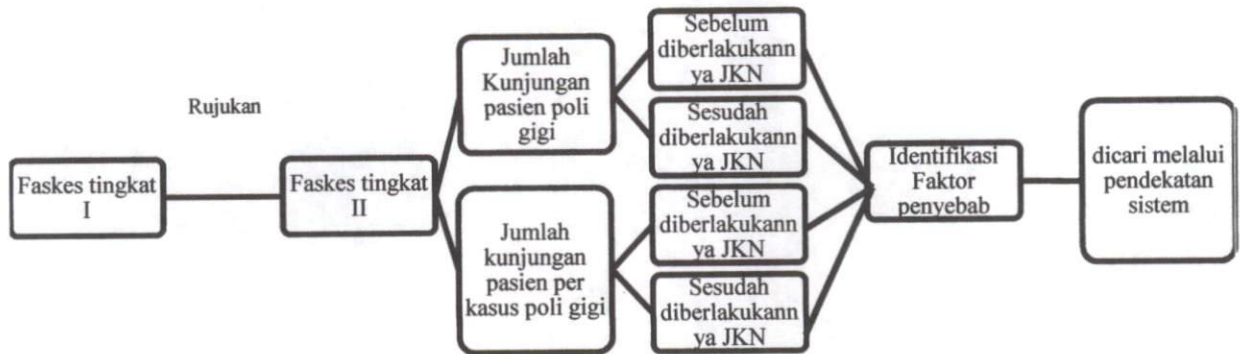 Faskes tingkat
I
Rujukan
Faskes tingkat
II
Jumlah
Kunjungan
pasien poli
gigi
Jumlah
kunjungan
pasien per
kasus poli gigi
Sebelum
diberlakukann
ya JKN
Sesudah
diberlakukann
ya JKN
Sebelum
diberlakukann
ya JKN
Sesudah
diberlakukann
ya JKN
Identifikasi
Faktor
penyebab
dicari melalui
pendekatan
sistem